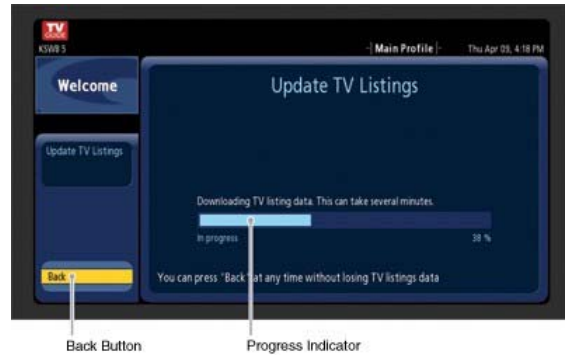 TV
GUIDE
KSWB 5
Main Profile
Thu Apr 03, 4:18 PM
Welcome
Update TV Listings
Update TV Listings
Downloading TV listing data. This can take several minutes.
In progress
38 %
Back
You can press "Back" at any time without losing TV listings data
Back Button
Progress Indicator